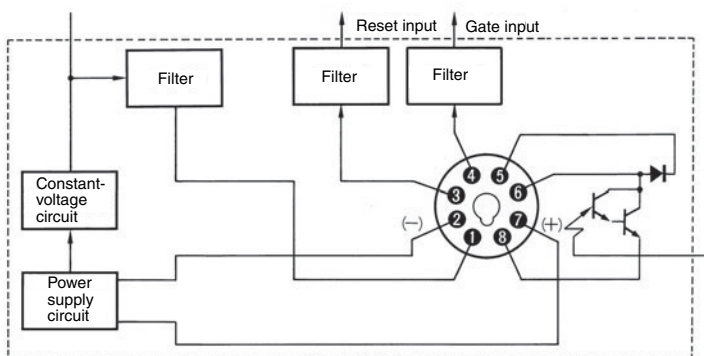 Reset input
Gate input
Filter
Filter
Filter
Constant-
voltage
circuit
Power
supply
circuit
4
5
3
6
(−)
2
7
(+)
1
8